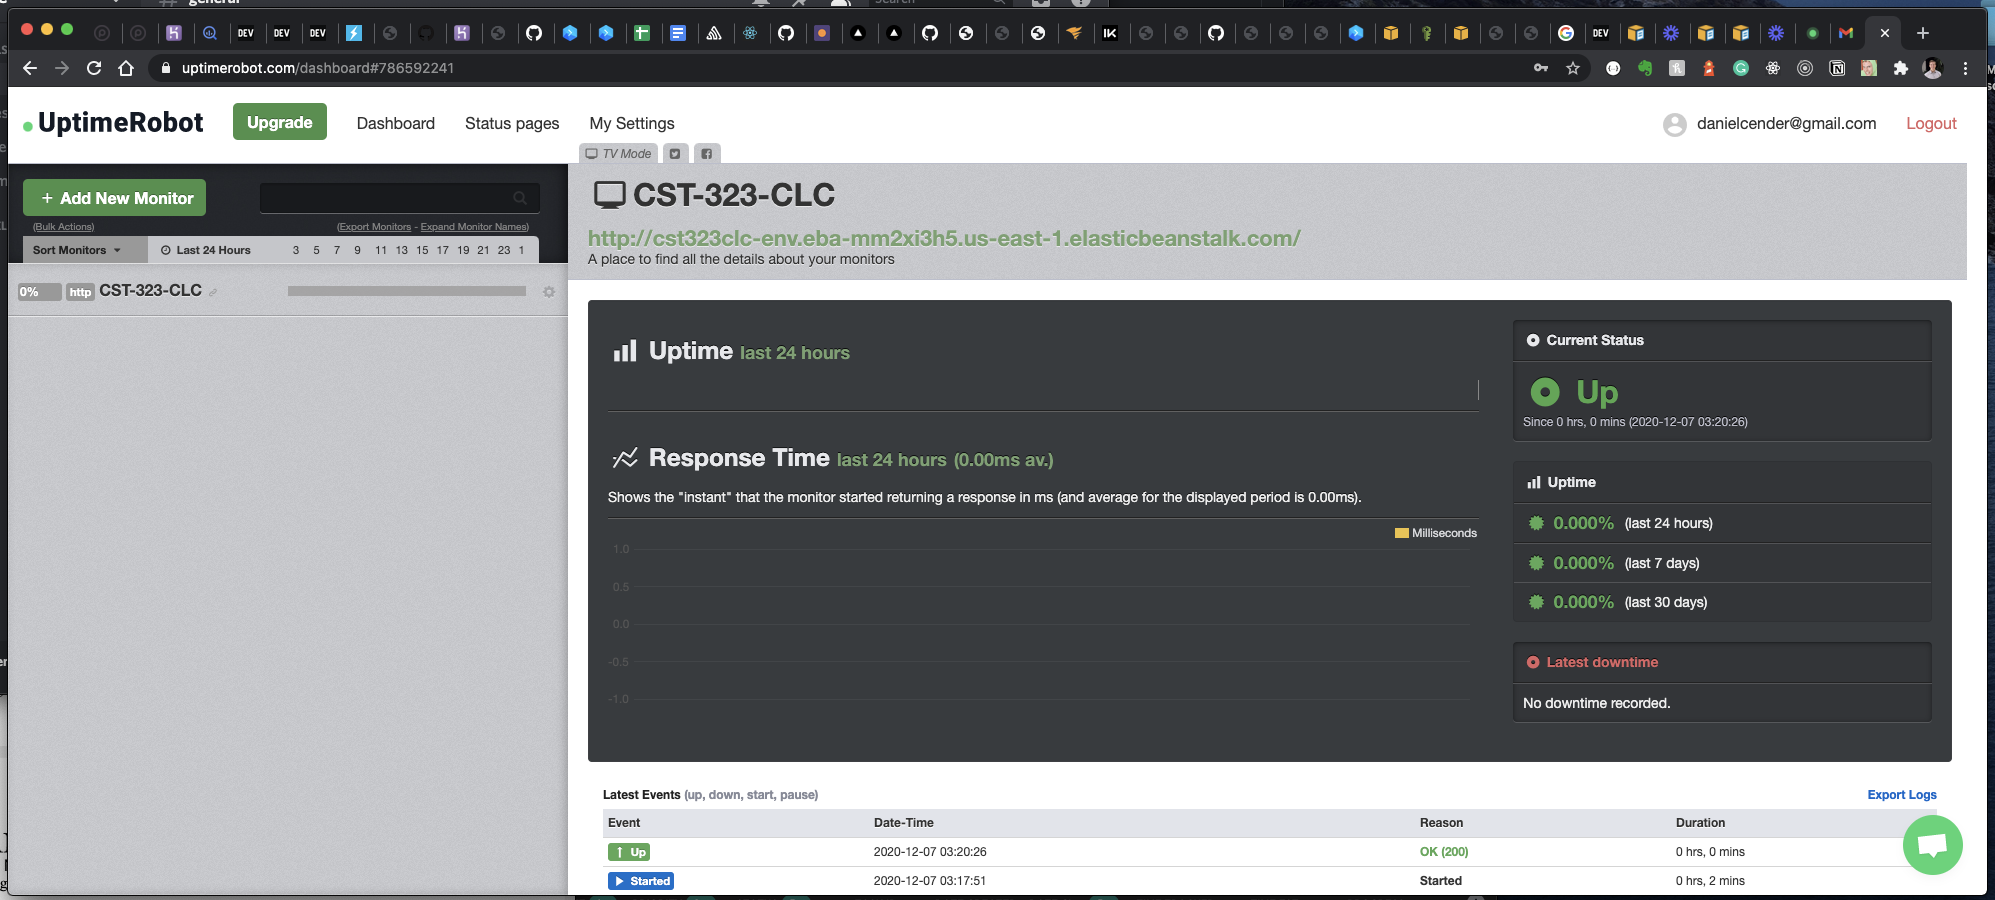 general
Search
DEV
DEV
DEV
IK
DEV
uptimerobot.com/dashboard#786592241
UptimeRobot
Upgrade
Dashboard
Status pages
My Settings
danielcender@gmail.com
Logout
TV Mode
+ Add New Monitor
(Bulk Actions)
(Export Monitors - Expand Monitor Names)
Sort Monitors
Last 24 Hours
3 5 7 9 11 13 15 17 19 21 23 1
0% http CST-323-CLC
CST-323-CLC
http://cst323clc-env.eba-mm2xi3h5.us-east-1.elasticbeanstalk.com/
A place to find all the details about your monitors
Uptime last 24 hours
Response Time last 24 hours (0.00ms av.)
Shows the "instant" that the monitor started returning a response in ms (and average for the displayed period is 0.00ms).
Milliseconds
1.0
0.5
0.0
-0.5
-1.0
Current Status
Up
Since 0 hrs, 0 mins (2020-12-07 03:20:26)
Uptime
0.000% (last 24 hours)
0.000% (last 7 days)
0.000% (last 30 days)
Latest downtime
No downtime recorded.
Latest Events (up, down, start, pause)
Export Logs
Event Date-Time Reason Duration
Up 2020-12-07 03:20:26 OK (200) 0 hrs, 0 mins
Started 2020-12-07 03:17:51 Started 0 hrs, 2 mins